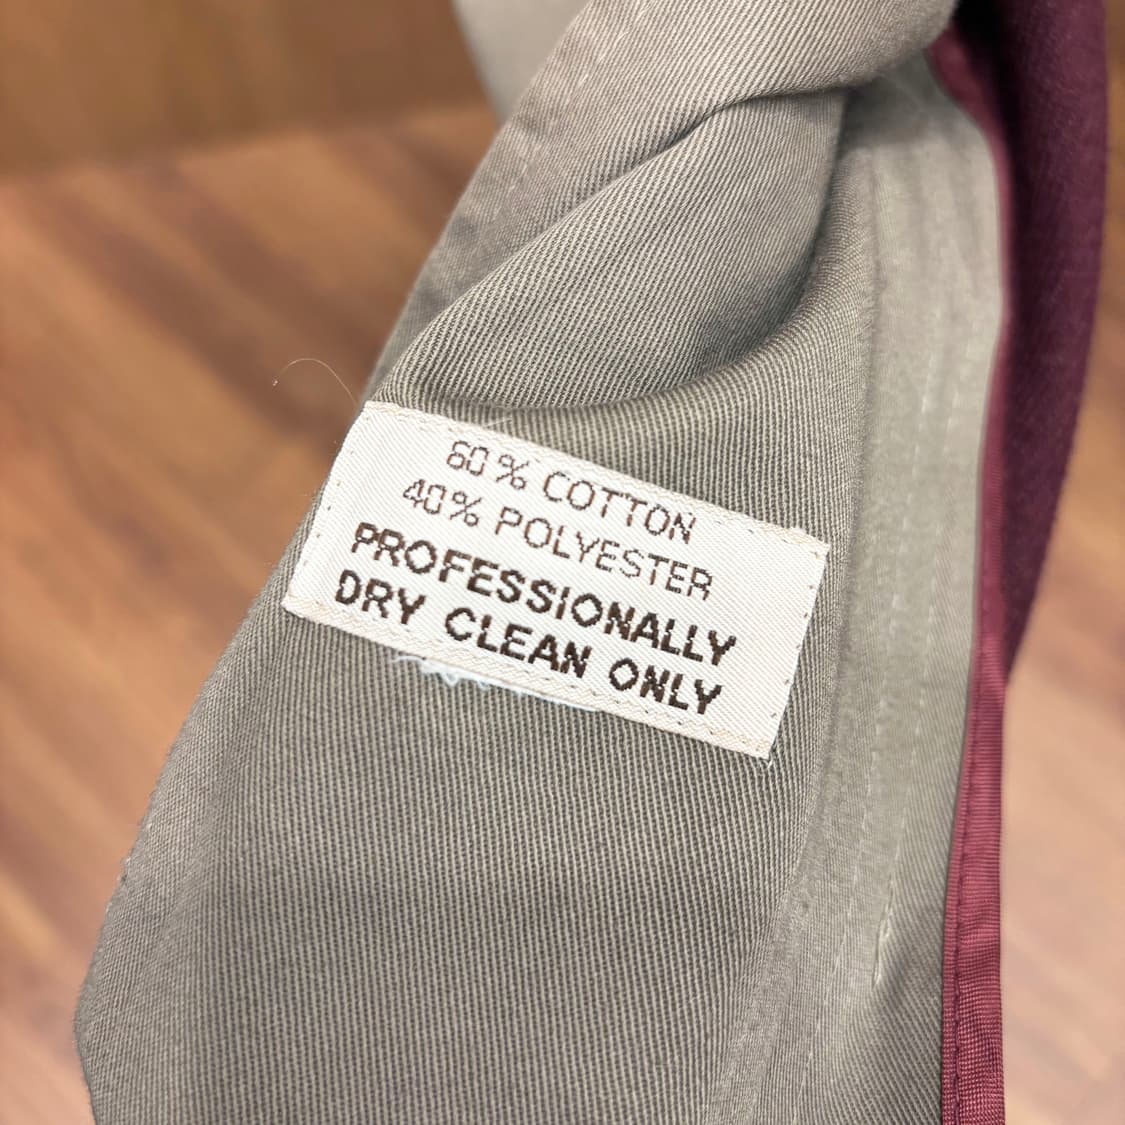 60% COTTON
40% POLYESTER
PROFESSIONALLY
DRY CLEAN ONLY